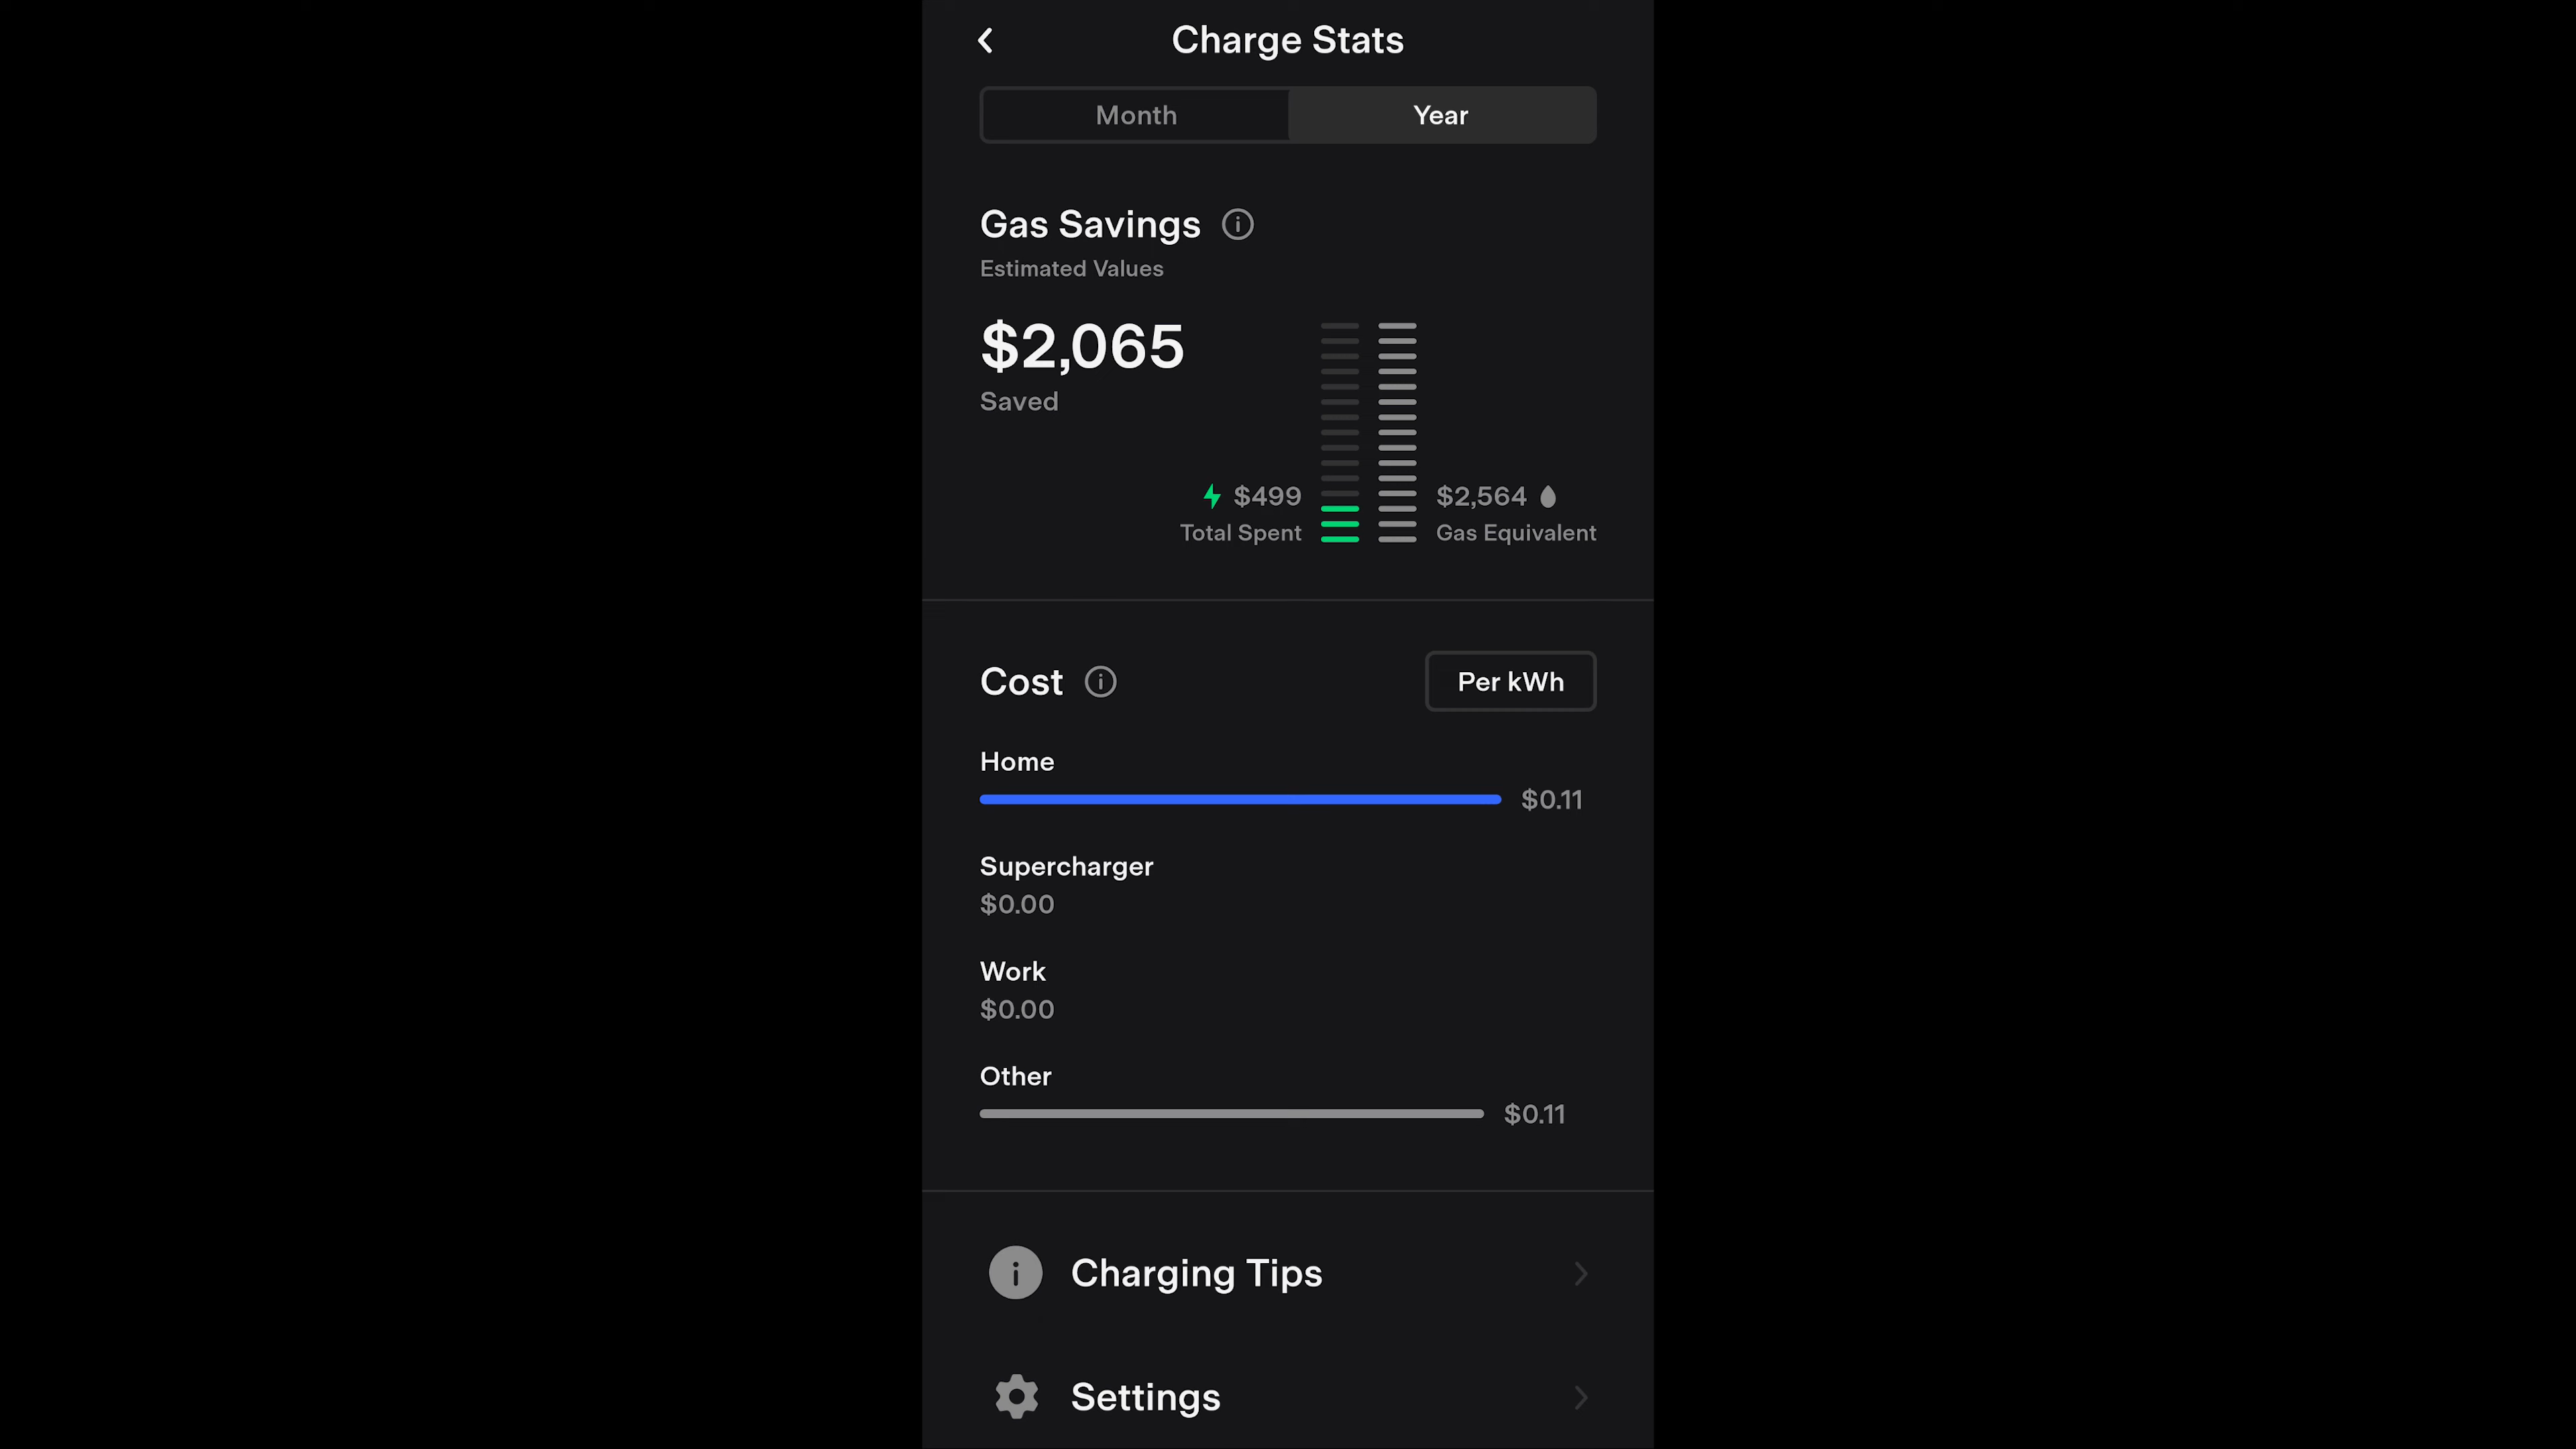 Charge Stats
Month
Year
Gas Savings
Estimated Values
$2,065
Saved
$499
Total Spent
$2,564
Gas Equivalent
Cost
Per kWh
Home
$0.11
Supercharger
$0.00
Work
$0.00
Other
$0.11
Charging Tips
Settings